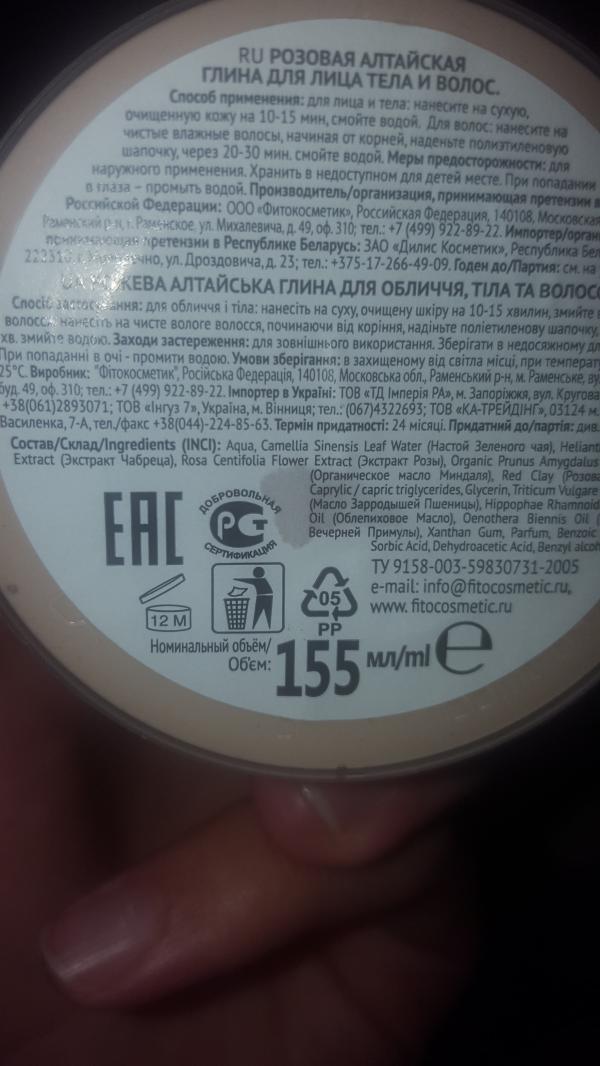 RU РОЗОВАЯ АЛТАЙСКАЯ
ГЛИНА ДЛЯ ЛИЦА ТЕЛА И ВОЛОС.
Способ применения: для лица и тела: нанесите на сухую,
очищенную кожу на 10-15 мин, смойте водой. Для волос: нанесите на
чистые влажные волосы, начиная от корней, наденьте полиэтиленовую
шапочку, через 20-30 мин. смойте водой. Меры предосторожности: для
наружного применения. Хранить в недоступном для детей месте. При попадании
в глаза – промыть водой. Производитель/организация, принимающая претензии в
Российской Федерации: ООО «Фитокосметик», Российская Федерация, 140108, Московская
Раменский р-н, г. Раменское, ул. Михалевича, д. 49, оф. 310; тел.: +7 (499) 922-89-22. Импортер/орган
принимающая претензии в Республике Беларусь: ЗАО «Дилис Косметик», Республика Бел
ул. Дроздовича, д. 23; тел.: +375-17-266-49-09. Годен до/Партия: см. на
АЛТАЙСЬКА ГЛИНА ДЛЯ ОБЛИЧЧЯ, ТІЛА ТА ВОЛОС
Спосіб застосування: для обличчя і тіла: нанесіть на суху, очищену шкіру на 10-15 хвилин, змийте
волосся: нанесіть на чисте вологе волосся, починаючи від коріння, надіньте поліетиленову шапочку,
хв. змийте водою. Заходи застереження: для зовнішнього використання. Зберігати в недосяжному дл
При попаданні в очі - промити водою. Умови зберігання: в захищеному від світла місці, при температу
25°С. Виробник: "Фітокосметік", Російська Федерація, 140108, Московська обл., Раменський р-н, м. Раменське, ву
буд. 49, оф. 310; тел.: +7 (499) 922-89-22. Імпортер в Україні: ТОВ «ТД Імперія РА», м. Запоріжжя, вул. Кругова
+38(061)2893071; ТОВ «Інгуз 7», Україна, м. Вінниця; тел.: (067)4322693; ТОВ «КА-ТРЕЙДІНГ», 03124 м.
Василенка, 7-А, тел./факс +38(044)-224-85-63. Термін придатності: 24 місяці. Придатний до/партія: див.
Состав/Склад/Ingredients (INCI): Aqua, Camellia Sinensis Leaf Water (Настой Зеленого чая), Heliant
Extract (Экстракт Чабреца), Rosa Centifolia Flower Extract (Экстракт Розы), Organic Prunus Amygdalus
(Органическое масло Миндаля), Red Clay (Розова
Caprylic / capric triglycerides, Glycerin, Triticum Vulgare
(Масло Зародышей Пшеницы), Hippophae Rhamnoid
Oil (Облепиховое Масло), Oenothera Biennis Oil (
Вечерней Примулы), Xanthan Gum, Parfum, Benzoic
Sorbic Acid, Dehydroacetic Acid, Benzyl alcoh
ЕАС
ДОБРОВОЛЬНАЯ
РСТ
СЕРТИФИКАЦИЯ
ТУ 9158-003-59830731-2005
e-mail: info@fitocosmetic.ru,
www. fitocosmetic.ru
12 М
05
PP
Номинальный объём/
Об'єм: 155 мл/ml e